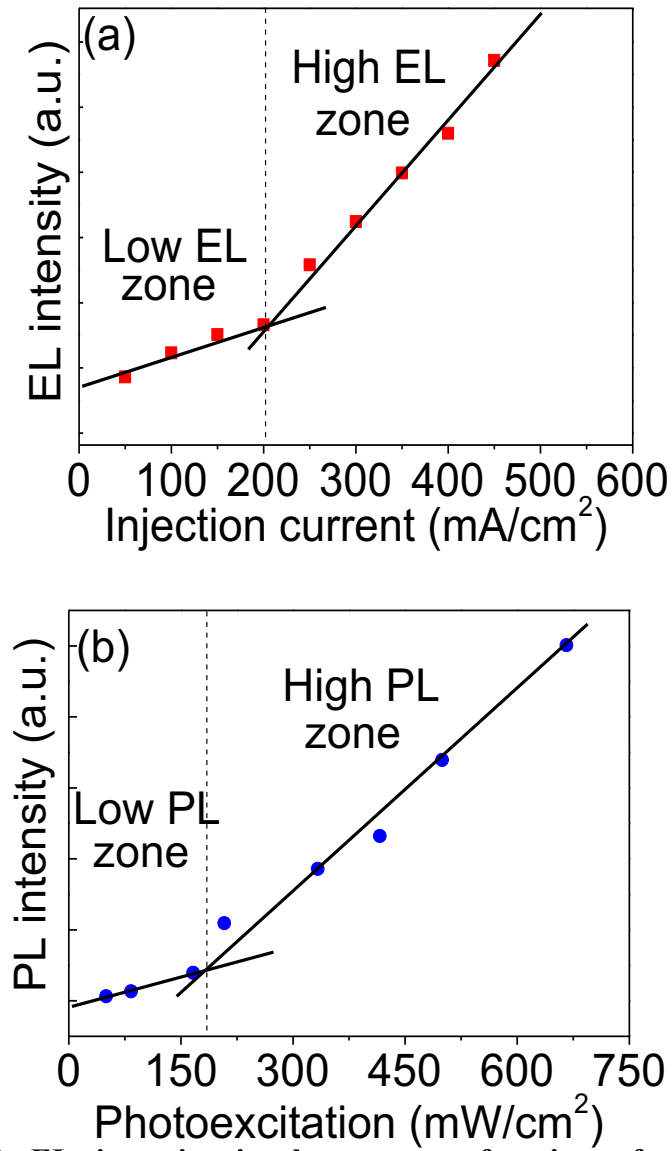 (a)
High EL
zone
Low EL
zone
EL intensity (a.u.)
0 100 200 300 400 500 600
Injection current (mA/cm²)
(b)
High PL
zone
Low PL
zone
PL intensity (a.u.)
0 150 300 450 600 750
Photoexcitation (mW/cm²)